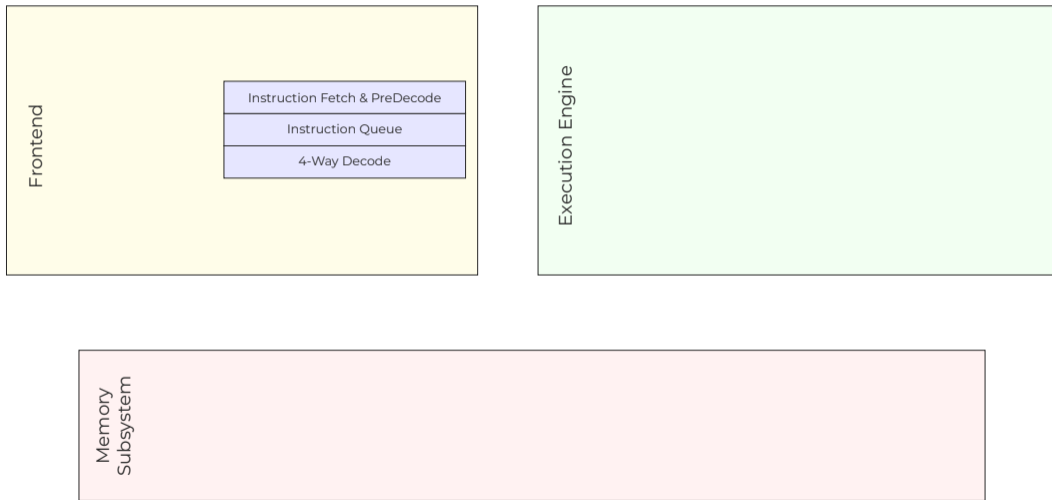 Frontend
Instruction Fetch & PreDecode
Instruction Queue
4-Way Decode
Execution Engine
Memory
Subsystem